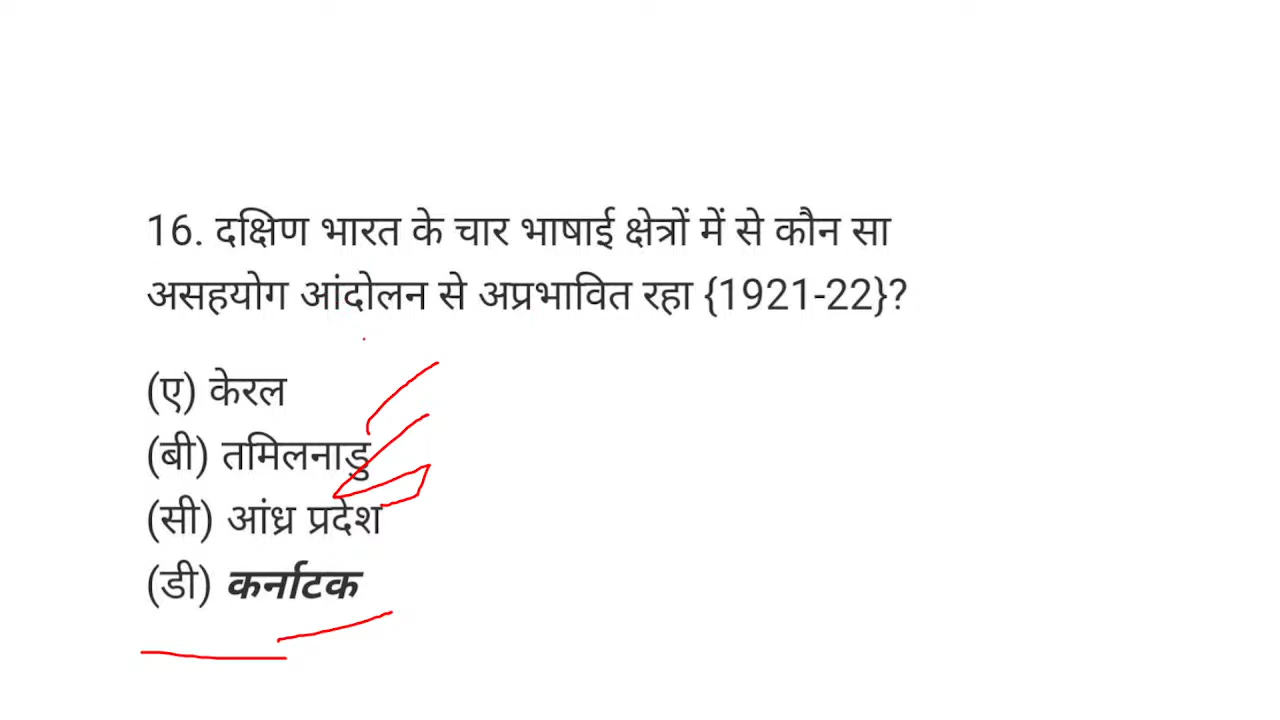 16. दक्षिण भारत के चार भाषाई क्षेत्रों में से कौन सा
असहयोग आंदोलन से अप्रभावित रहा {1921-22}?
(ए) केरल
(बी) तमिलनाडु
(सी) आंध्र प्रदेश
(डी) कर्नाटक